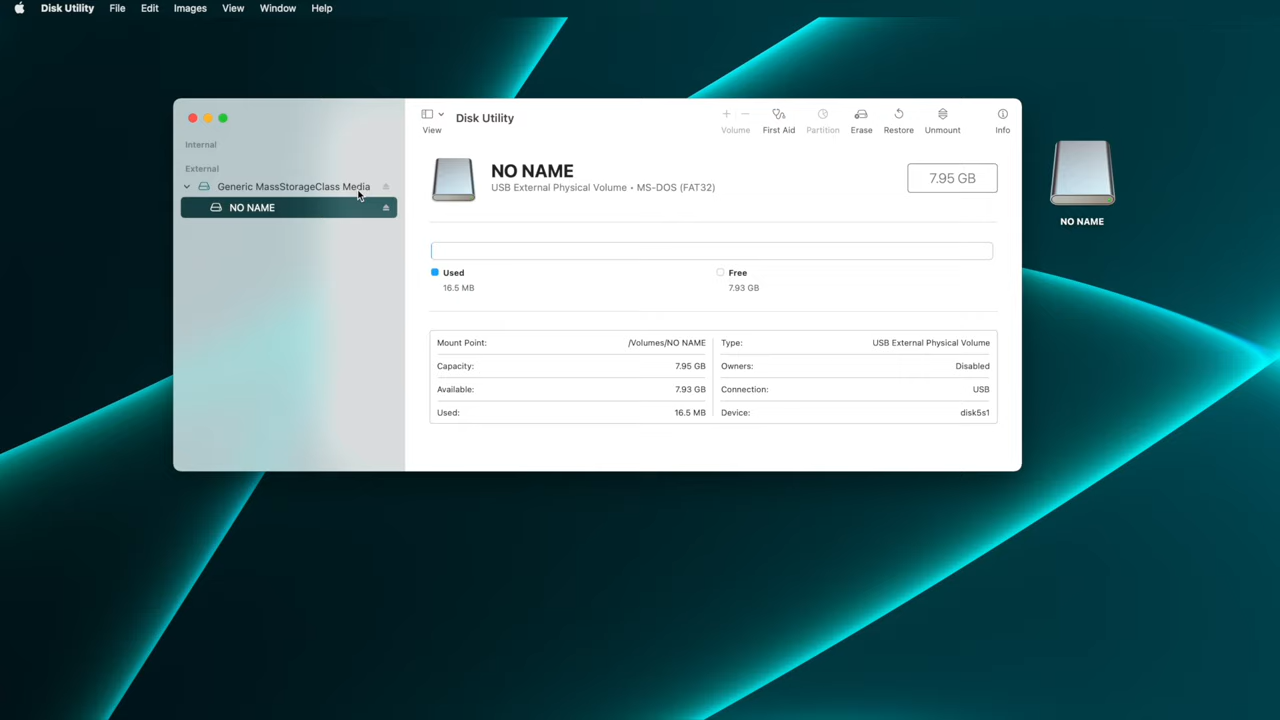 Disk Utility File Edit Images View Window Help
Internal
External
Generic MassStorageClass Media
NO NAME
View
Disk Utility
Volume First Aid Partition Erase Restore Unmount Info
NO NAME
USB External Physical Volume • MS-DOS (FAT32)
7.95 GB
Used
16.5 MB
Free
7.93 GB
Mount Point: /Volumes/NO NAME
Capacity: 7.95 GB
Available: 7.93 GB
Used: 16.5 MB
Type: USB External Physical Volume
Owners: Disabled
Connection: USB
Device: disk5s1
NO NAME